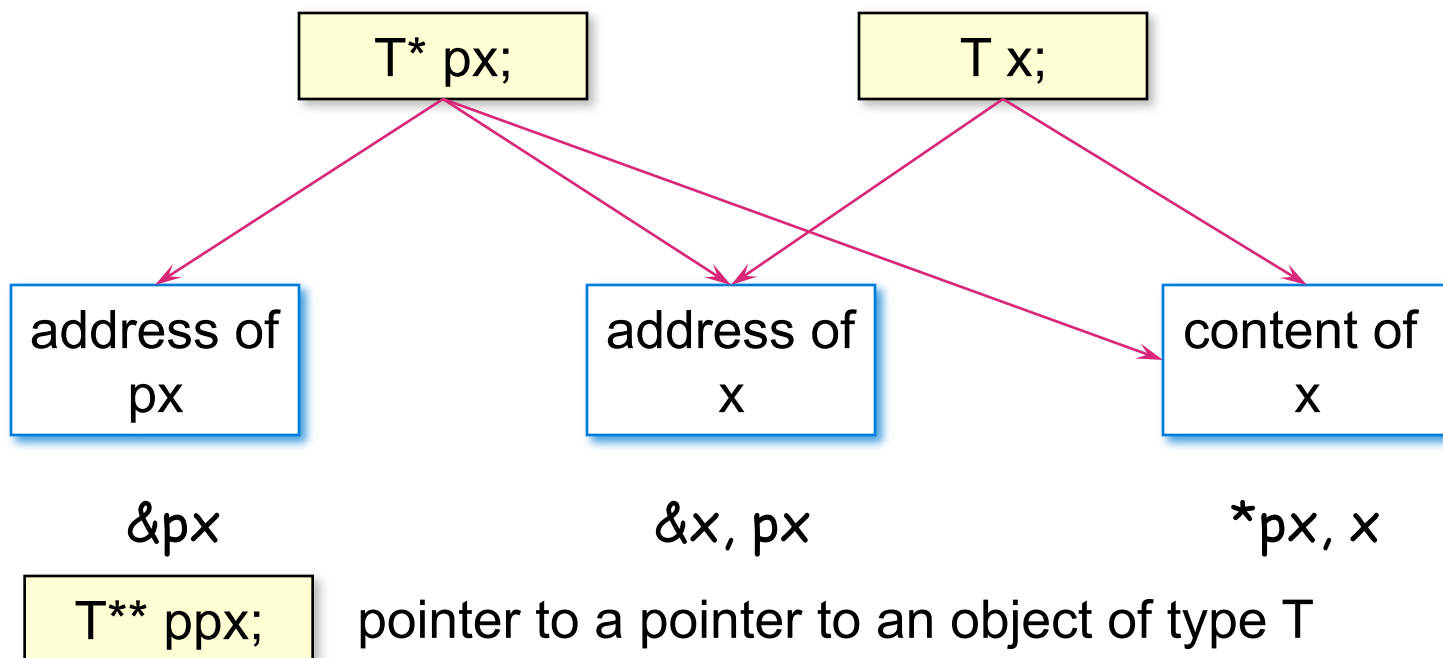 T* px;
T x;
address of
px
address of
x
content of
x
&px
&x, px
*px, x
T** ppx;
pointer to a pointer to an object of type T